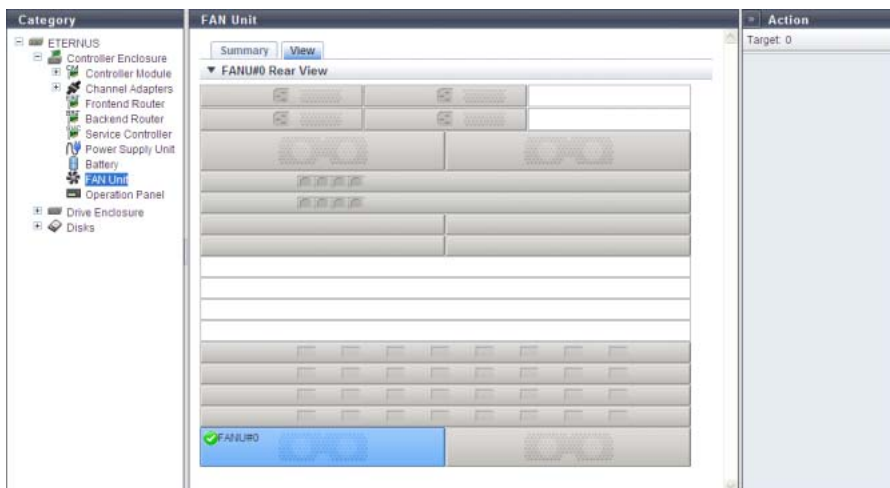 Category
ETERNUS
Controller Enclosure
Controller Module
Channel Adapters
Frontend Router
Backend Router
Service Controller
Power Supply Unit
Battery
FAN Unit
Operation Panel
Drive Enclosure
Disks
FAN Unit
Summary View
▼ FANU#0 Rear View
FANU#0
» Action
Target: 0